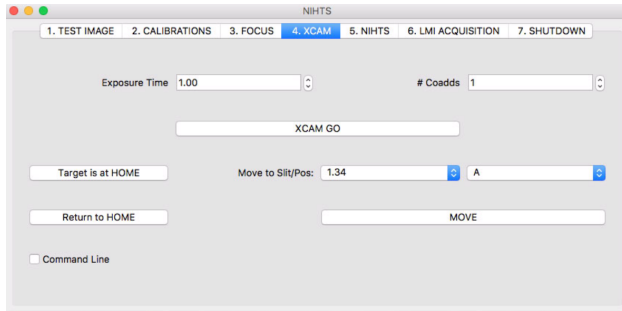 NIHTS
1. TEST IMAGE 2. CALIBRATIONS 3. FOCUS 4. XCAM 5. NIHTS 6. LMI ACQUISITION 7. SHUTDOWN
Exposure Time 1.00 # Coadds 1
XCAM GO
Target is at HOME Move to Slit/Pos: 1.34 A
Return to HOME MOVE
Command Line